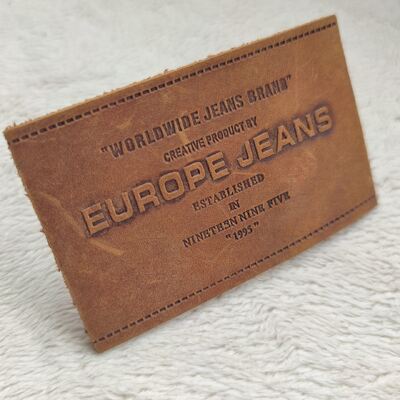 "WORLDWIDE JEANS BRAND"
CREATIVE PRODUCT BY
EUROPE JEANS
ESTABLISHED
IN
NINETEEN NINE FIVE
"1995"